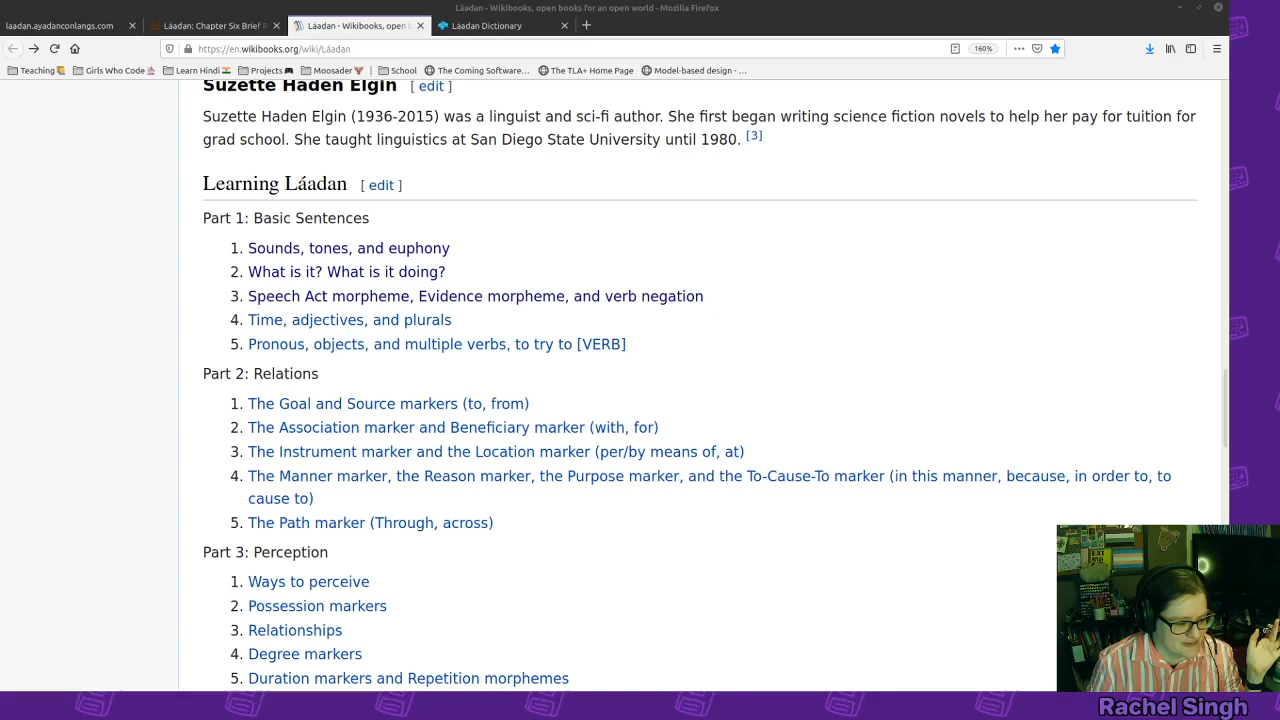 Láadan - Wikibooks, open books for an open world - Mozilla Firefox
laadan.ayadanconlangs.com
Láadan: Chapter Six Brief R
Láadan - Wikibooks, open b
Láadan Dictionary
https://en.wikibooks.org/wiki/Láadan
160%
Teaching
Girls Who Code
Learn Hindi
Projects
Moosader
School
The Coming Software...
The TLA+ Home Page
Model-based design - ...
Suzette Haden Elgin [ edit ]
Suzette Haden Elgin (1936-2015) was a linguist and sci-fi author. She first began writing science fiction novels to help her pay for tuition for
grad school. She taught linguistics at San Diego State University until 1980. [3]
Learning Láadan [ edit ]
Part 1: Basic Sentences
1. Sounds, tones, and euphony
2. What is it? What is it doing?
3. Speech Act morpheme, Evidence morpheme, and verb negation
4. Time, adjectives, and plurals
5. Pronous, objects, and multiple verbs, to try to [VERB]
Part 2: Relations
1. The Goal and Source markers (to, from)
2. The Association marker and Beneficiary marker (with, for)
3. The Instrument marker and the Location marker (per/by means of, at)
4. The Manner marker, the Reason marker, the Purpose marker, and the To-Cause-To marker (in this manner, because, in order to, to
cause to)
5. The Path marker (Through, across)
Part 3: Perception
1. Ways to perceive
2. Possession markers
3. Relationships
4. Degree markers
5. Duration markers and Repetition morphemes
Rachel Singh